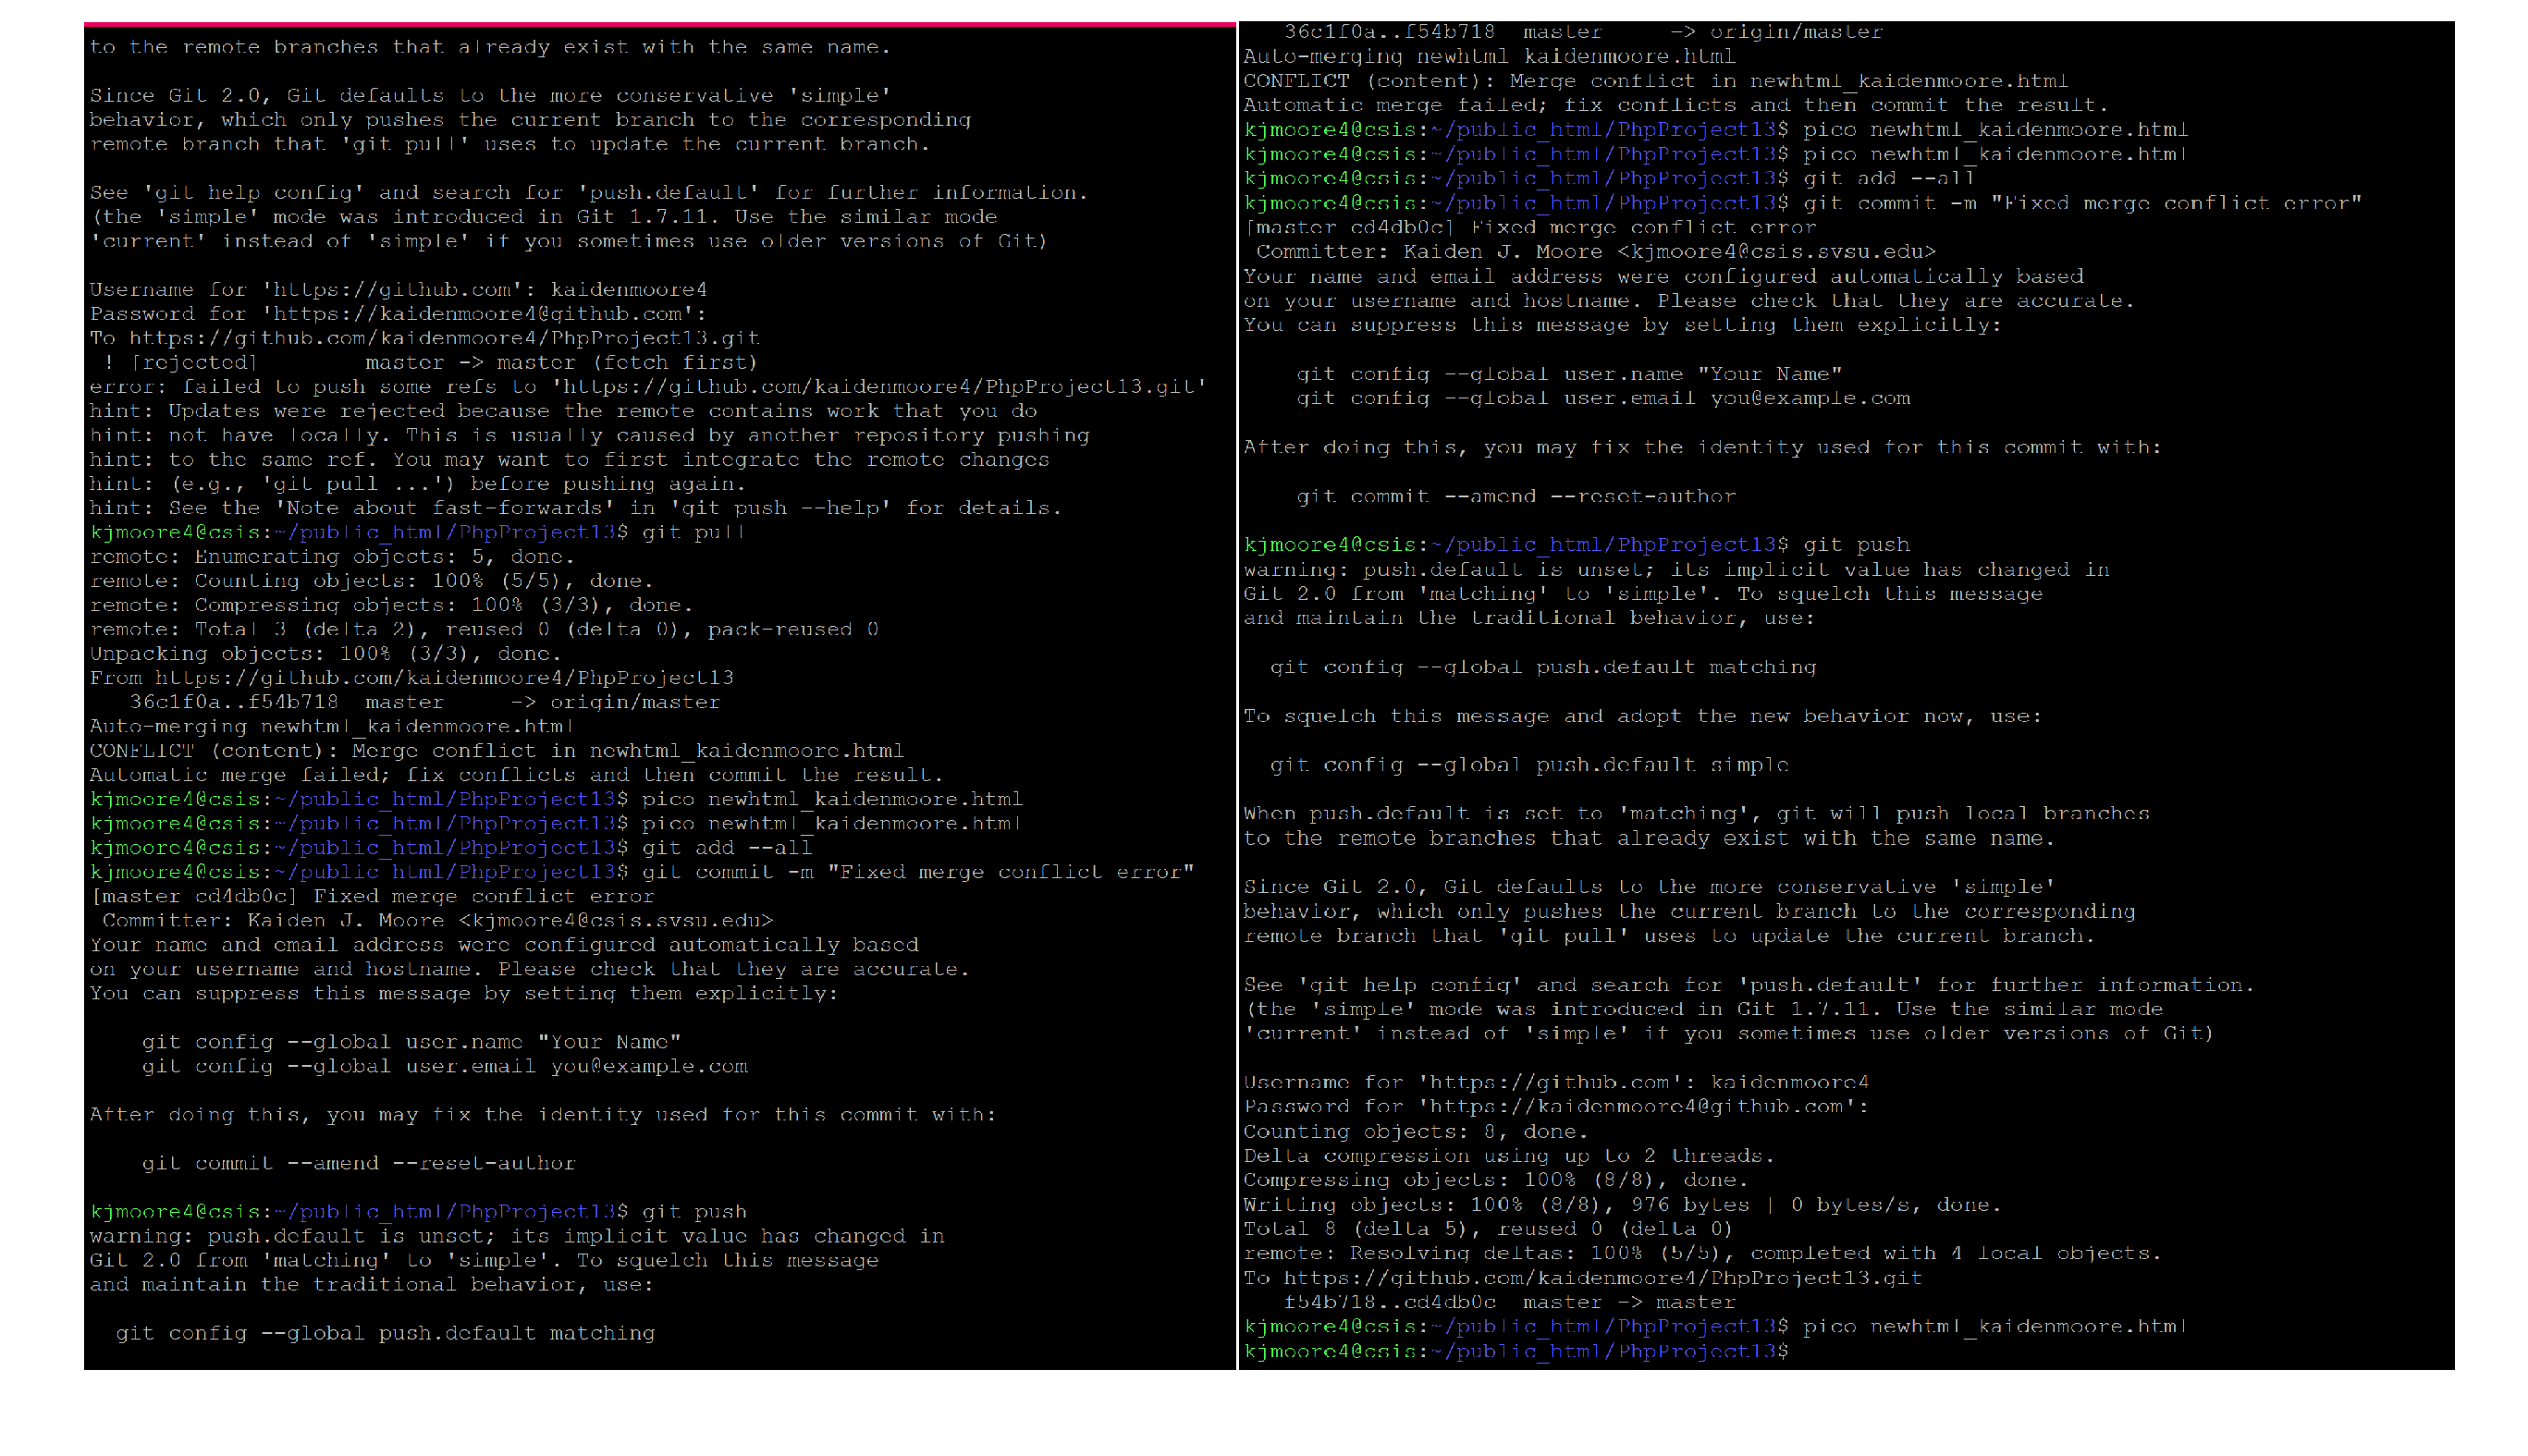 to the remote branches that already exist with the same name.

Since Git 2.0, Git defaults to the more conservative 'simple'
behavior, which only pushes the current branch to the corresponding
remote branch that 'git pull' uses to update the current branch.

See 'git help config' and search for 'push.default' for further information.
(the 'simple' mode was introduced in Git 1.7.11. Use the similar mode
'current' instead of 'simple' if you sometimes use older versions of Git)

Username for 'https://github.com': kaidenmoore4
Password for 'https://kaidenmoore4@github.com':
To https://github.com/kaidenmoore4/PhpProject13.git
 ! [rejected]        master -> master (fetch first)
error: failed to push some refs to 'https://github.com/kaidenmoore4/PhpProject13.git'
hint: Updates were rejected because the remote contains work that you do
hint: not have locally. This is usually caused by another repository pushing
hint: to the same ref. You may want to first integrate the remote changes
hint: (e.g., 'git pull ...') before pushing again.
hint: See the 'Note about fast-forwards' in 'git push --help' for details.
kjmoore4@csis:~/public_html/PhpProject13$ git pull
remote: Enumerating objects: 5, done.
remote: Counting objects: 100% (5/5), done.
remote: Compressing objects: 100% (3/3), done.
remote: Total 3 (delta 2), reused 0 (delta 0), pack-reused 0
Unpacking objects: 100% (3/3), done.
From https://github.com/kaidenmoore4/PhpProject13
   36c1f0a..f54b718  master     -> origin/master
Auto-merging newhtml_kaidenmoore.html
CONFLICT (content): Merge conflict in newhtml_kaidenmoore.html
Automatic merge failed; fix conflicts and then commit the result.
kjmoore4@csis:~/public_html/PhpProject13$ pico newhtml_kaidenmoore.html
kjmoore4@csis:~/public_html/PhpProject13$ pico newhtml_kaidenmoore.html
kjmoore4@csis:~/public_html/PhpProject13$ git add --all
kjmoore4@csis:~/public_html/PhpProject13$ git commit -m "Fixed merge conflict error"
[master cd4db0c] Fixed merge conflict error
 Committer: Kaiden J. Moore <kjmoore4@csis.svsu.edu>
Your name and email address were configured automatically based
on your username and hostname. Please check that they are accurate.
You can suppress this message by setting them explicitly:

    git config --global user.name "Your Name"
    git config --global user.email you@example.com

After doing this, you may fix the identity used for this commit with:

    git commit --amend --reset-author

kjmoore4@csis:~/public_html/PhpProject13$ git push
warning: push.default is unset; its implicit value has changed in
Git 2.0 from 'matching' to 'simple'. To squelch this message
and maintain the traditional behavior, use:

  git config --global push.default matching

   36c1f0a..f54b718  master     -> origin/master
Auto-merging newhtml_kaidenmoore.html
CONFLICT (content): Merge conflict in newhtml_kaidenmoore.html
Automatic merge failed; fix conflicts and then commit the result.
kjmoore4@csis:~/public_html/PhpProject13$ pico newhtml_kaidenmoore.html
kjmoore4@csis:~/public_html/PhpProject13$ pico newhtml_kaidenmoore.html
kjmoore4@csis:~/public_html/PhpProject13$ git add --all
kjmoore4@csis:~/public_html/PhpProject13$ git commit -m "Fixed merge conflict error"
[master cd4db0c] Fixed merge conflict error
 Committer: Kaiden J. Moore <kjmoore4@csis.svsu.edu>
Your name and email address were configured automatically based
on your username and hostname. Please check that they are accurate.
You can suppress this message by setting them explicitly:

    git config --global user.name "Your Name"
    git config --global user.email you@example.com

After doing this, you may fix the identity used for this commit with:

    git commit --amend --reset-author

kjmoore4@csis:~/public_html/PhpProject13$ git push
warning: push.default is unset; its implicit value has changed in
Git 2.0 from 'matching' to 'simple'. To squelch this message
and maintain the traditional behavior, use:

  git config --global push.default matching

To squelch this message and adopt the new behavior now, use:

  git config --global push.default simple

When push.default is set to 'matching', git will push local branches
to the remote branches that already exist with the same name.

Since Git 2.0, Git defaults to the more conservative 'simple'
behavior, which only pushes the current branch to the corresponding
remote branch that 'git pull' uses to update the current branch.

See 'git help config' and search for 'push.default' for further information.
(the 'simple' mode was introduced in Git 1.7.11. Use the similar mode
'current' instead of 'simple' if you sometimes use older versions of Git)

Username for 'https://github.com': kaidenmoore4
Password for 'https://kaidenmoore4@github.com':
Counting objects: 8, done.
Delta compression using up to 2 threads.
Compressing objects: 100% (8/8), done.
Writing objects: 100% (8/8), 976 bytes | 0 bytes/s, done.
Total 8 (delta 5), reused 0 (delta 0)
remote: Resolving deltas: 100% (5/5), completed with 4 local objects.
To https://github.com/kaidenmoore4/PhpProject13.git
   f54b718..cd4db0c  master -> master
kjmoore4@csis:~/public_html/PhpProject13$ pico newhtml_kaidenmoore.html
kjmoore4@csis:~/public_html/PhpProject13$